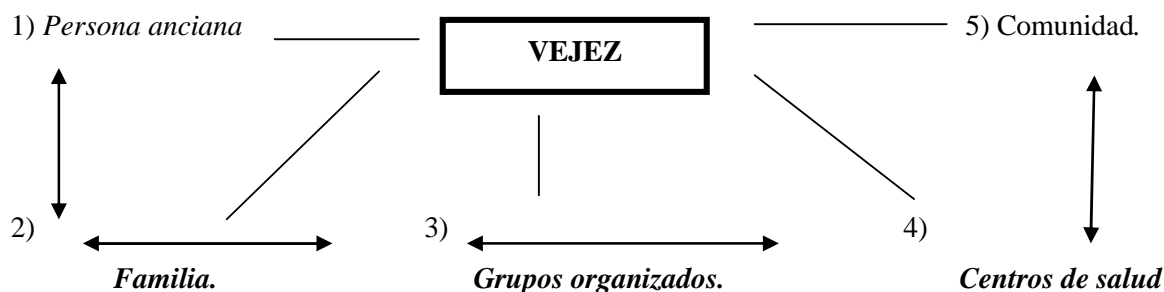 1) Persona anciana
VEJEZ
5) Comunidad.
2)
3)
4)
Familia.
Grupos organizados.
Centros de salud